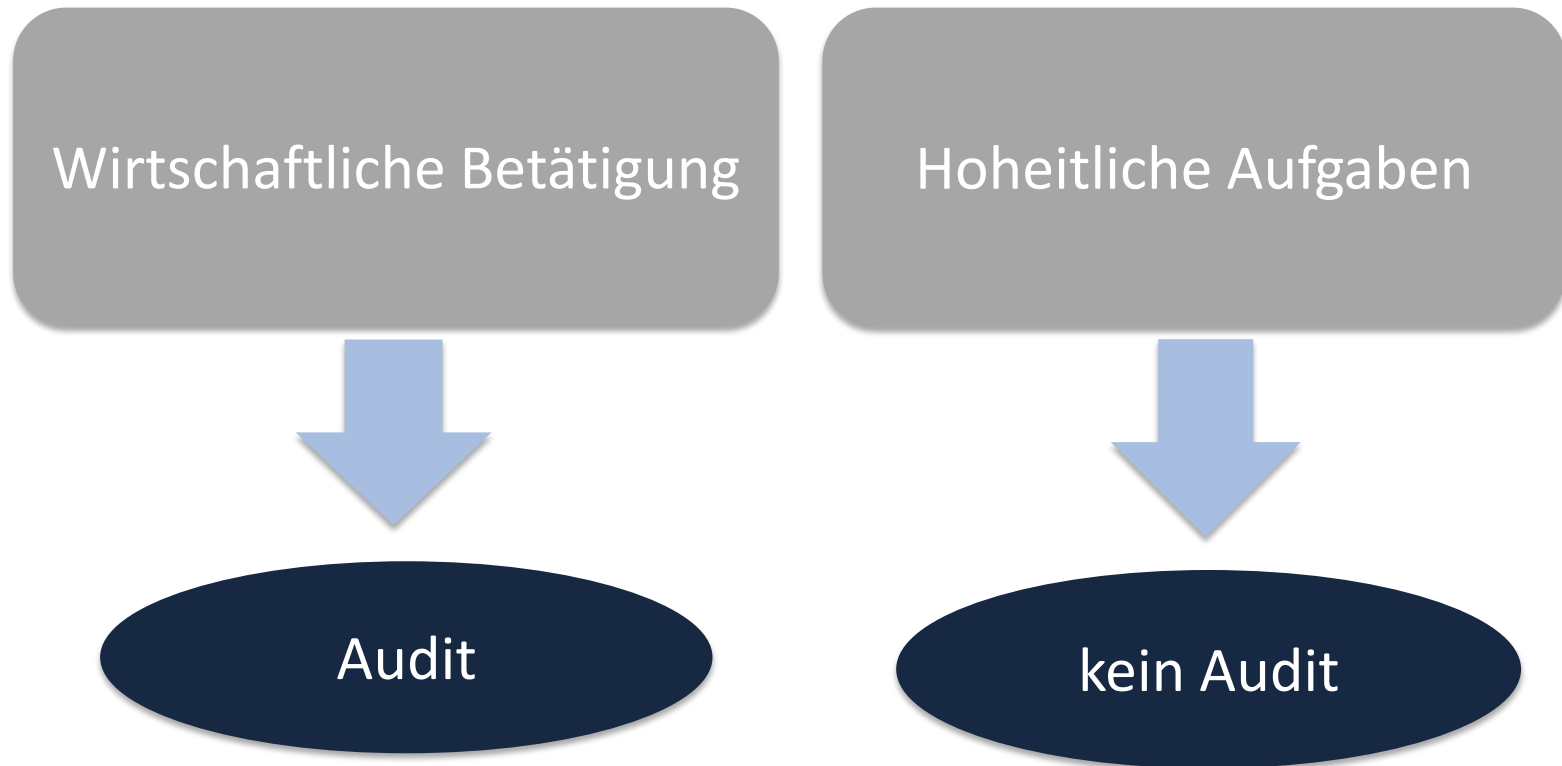 Wirtschaftliche Betätigung
Hoheitliche Aufgaben
Audit
kein Audit